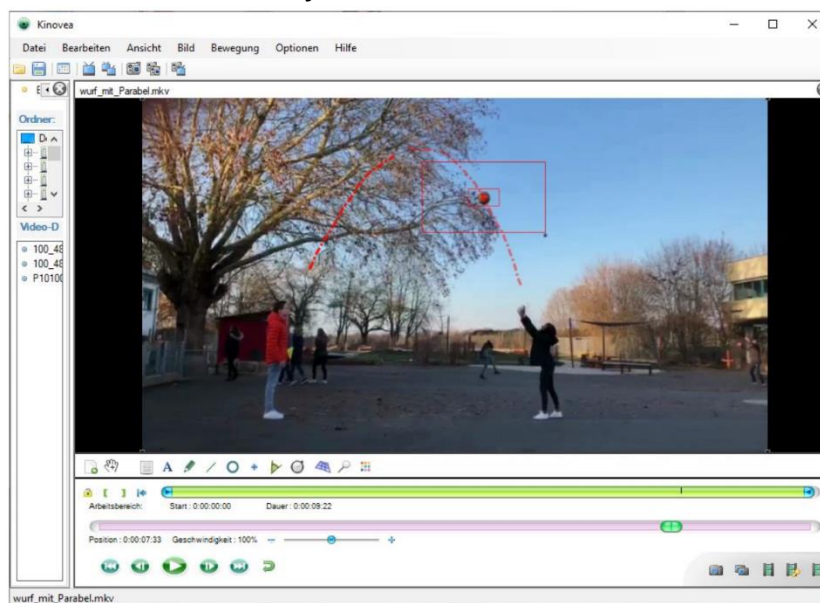 Kinovea
Datei Bearbeiten Ansicht Bild Bewegung Optionen Hilfe
wurf_mit_Parabel.mkv
Ordner:
Video-D
100_48
100_48
P10100
A
Arbeitsbereich: Start : 0:00:00:00 Dauer : 0:00:09:22
Position : 0:00:07:33 Geschwindigkeit : 100%
wurf_mit_Parabel.mkv